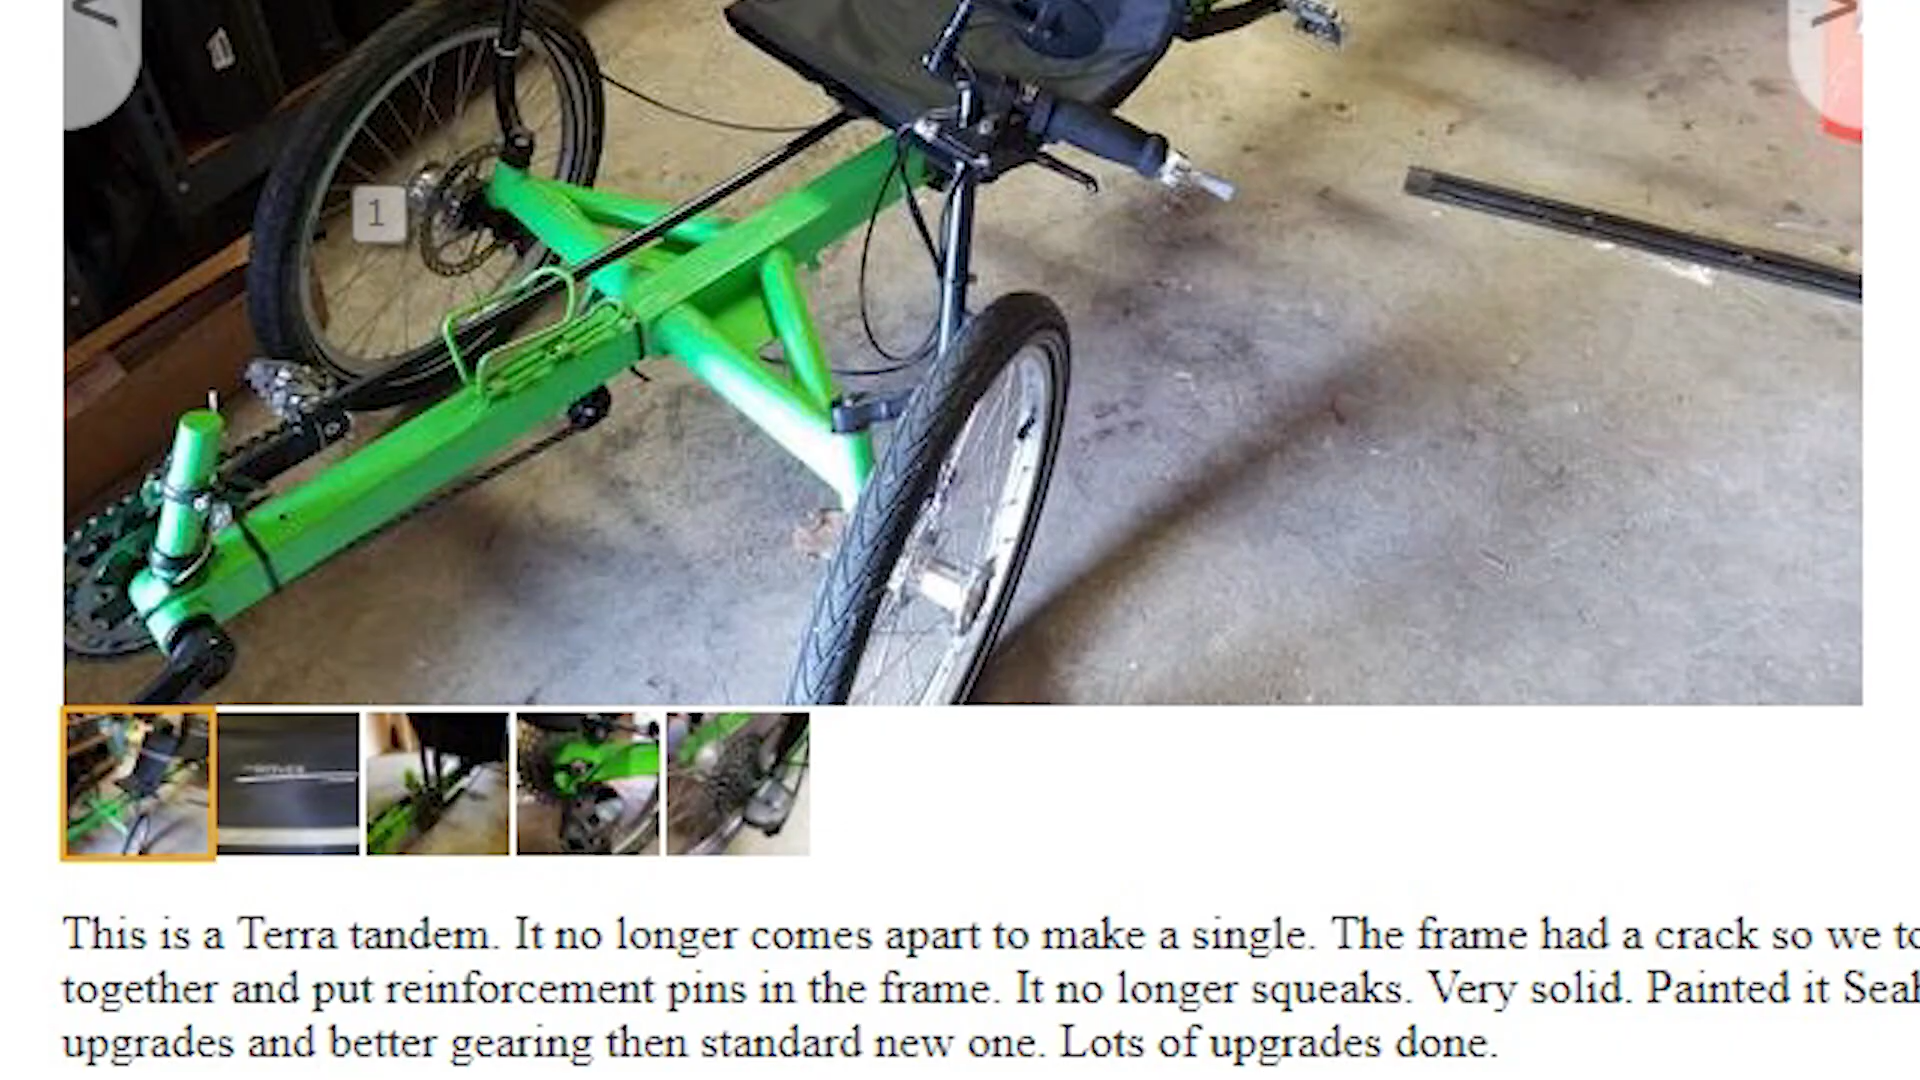 <
>
1
This is a Terra tandem. It no longer comes apart to make a single. The frame had a crack so we
together and put reinforcement pins in the frame. It no longer squeaks. Very solid. Painted it
upgrades and better gearing then standard new one. Lots of upgrades done.